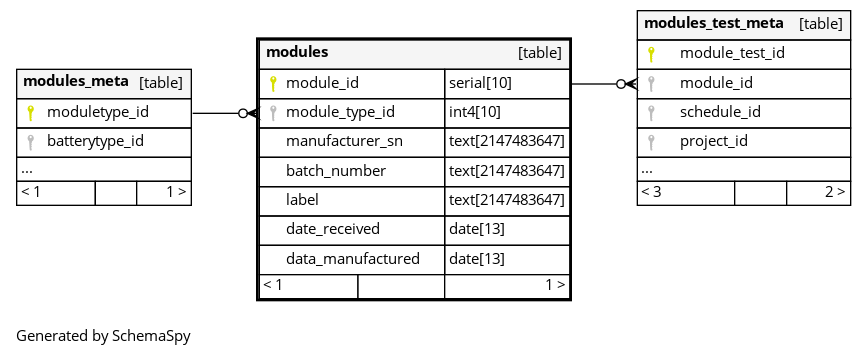 modules_meta [table]
moduletype_id
batterytype_id
...
< 1 1 >
modules [table]
module_id serial[10]
module_type_id int4[10]
manufacturer_sn text[2147483647]
batch_number text[2147483647]
label text[2147483647]
date_received date[13]
data_manufactured date[13]
< 1 1 >
modules_test_meta [table]
module_test_id
module_id
schedule_id
project_id
...
< 3 2 >
Generated by SchemaSpy